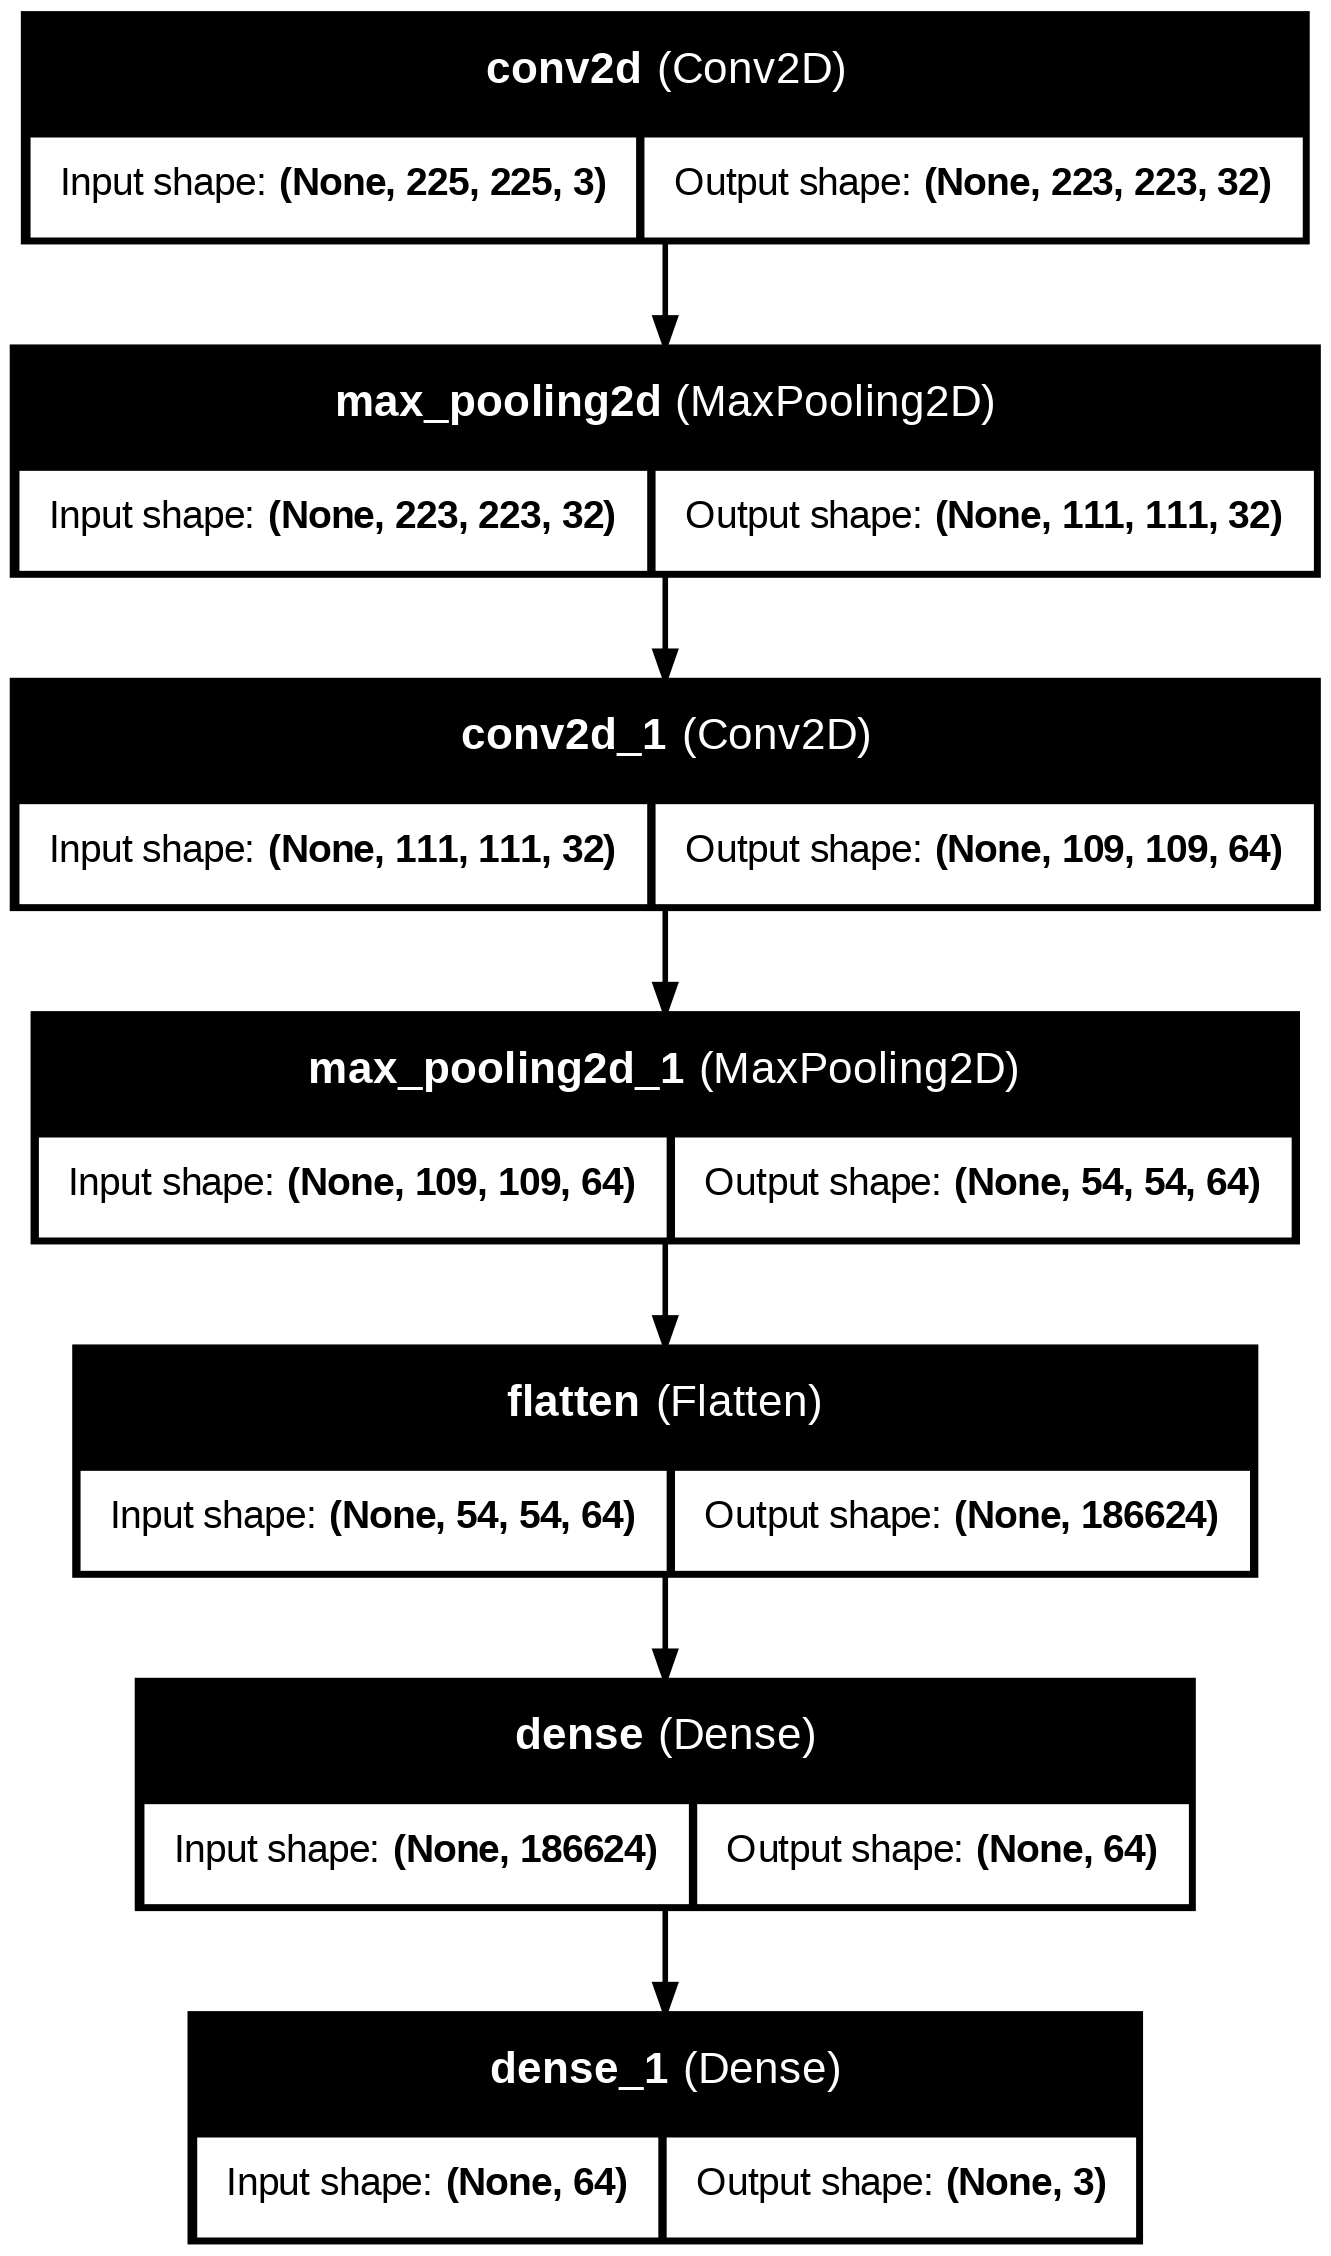 conv2d (Conv2D)
Input shape: (None, 225, 225, 3) Output shape: (None, 223, 223, 32)
max_pooling2d (MaxPooling2D)
Input shape: (None, 223, 223, 32) Output shape: (None, 111, 111, 32)
conv2d_1 (Conv2D)
Input shape: (None, 111, 111, 32) Output shape: (None, 109, 109, 64)
max_pooling2d_1 (MaxPooling2D)
Input shape: (None, 109, 109, 64) Output shape: (None, 54, 54, 64)
flatten (Flatten)
Input shape: (None, 54, 54, 64) Output shape: (None, 186624)
dense (Dense)
Input shape: (None, 186624) Output shape: (None, 64)
dense_1 (Dense)
Input shape: (None, 64) Output shape: (None, 3)